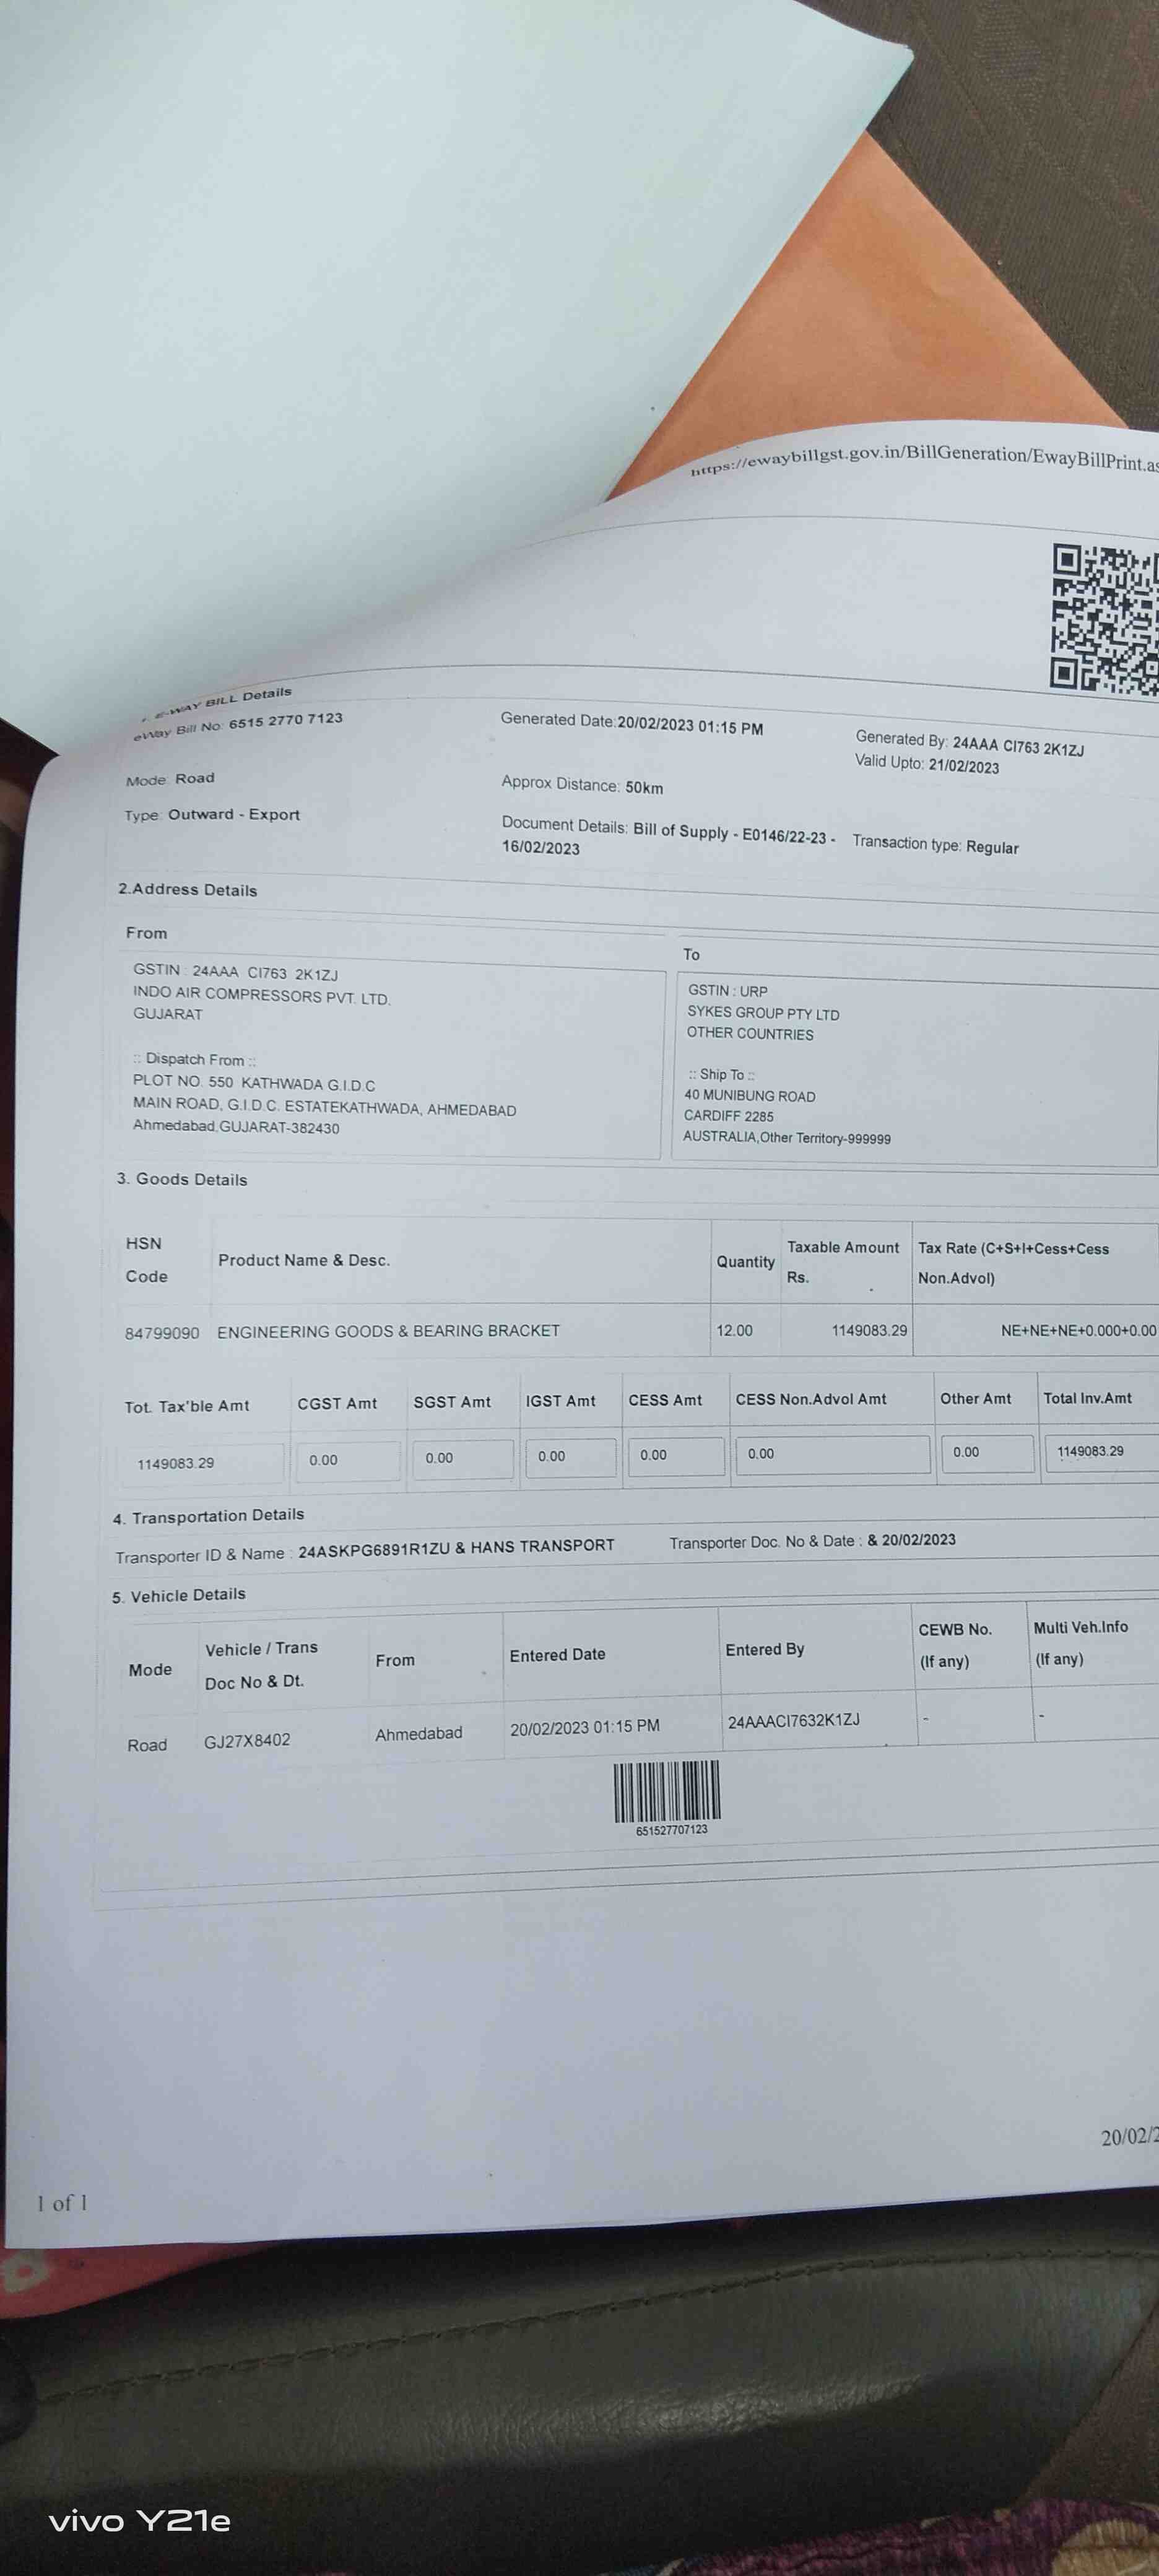 https://ewaybillgst.gov.in/BillGeneration/EwayBillPrint.as
E-WAY BILL Details
eWay Bill No: 6515 2770 7123
Generated Date:20/02/2023 01:15 PM
Generated By: 24AAA CI763 2K1ZJ
Valid Upto: 21/02/2023
Mode: Road
Approx Distance: 50km
Type: Outward - Export
Document Details: Bill of Supply - E0146/22-23 -
16/02/2023
Transaction type: Regular
2.Address Details
From
GSTIN : 24AAA CI763 2K1ZJ
INDO AIR COMPRESSORS PVT. LTD.
GUJARAT
:: Dispatch From ::
PLOT NO. 550 KATHWADA G.I.D.C
MAIN ROAD, G.I.D.C. ESTATEKATHWADA, AHMEDABAD
Ahmedabad,GUJARAT-382430
To
GSTIN : URP
SYKES GROUP PTY LTD
OTHER COUNTRIES
:: Ship To ::
40 MUNIBUNG ROAD
CARDIFF 2285
AUSTRALIA,Other Territory-999999
3. Goods Details
HSN Code Product Name & Desc. Quantity Taxable Amount Rs. Tax Rate (C+S+I+Cess+Cess Non.Advol)
84799090 ENGINEERING GOODS & BEARING BRACKET 12.00 1149083.29 NE+NE+NE+0.000+0.00
Tot. Tax'ble Amt CGST Amt SGST Amt IGST Amt CESS Amt CESS Non.Advol Amt Other Amt Total Inv.Amt
1149083.29 0.00 0.00 0.00 0.00 0.00 0.00 1149083.29
4. Transportation Details
Transporter ID & Name : 24ASKPG6891R1ZU & HANS TRANSPORT Transporter Doc. No & Date : & 20/02/2023
5. Vehicle Details
Mode Vehicle / Trans Doc No & Dt. From Entered Date Entered By CEWB No. (If any) Multi Veh.Info (If any)
Road GJ27X8402 Ahmedabad 20/02/2023 01:15 PM 24AAACI7632K1ZJ - -
651527707123
20/02/2
1 of 1
vivo Y21e